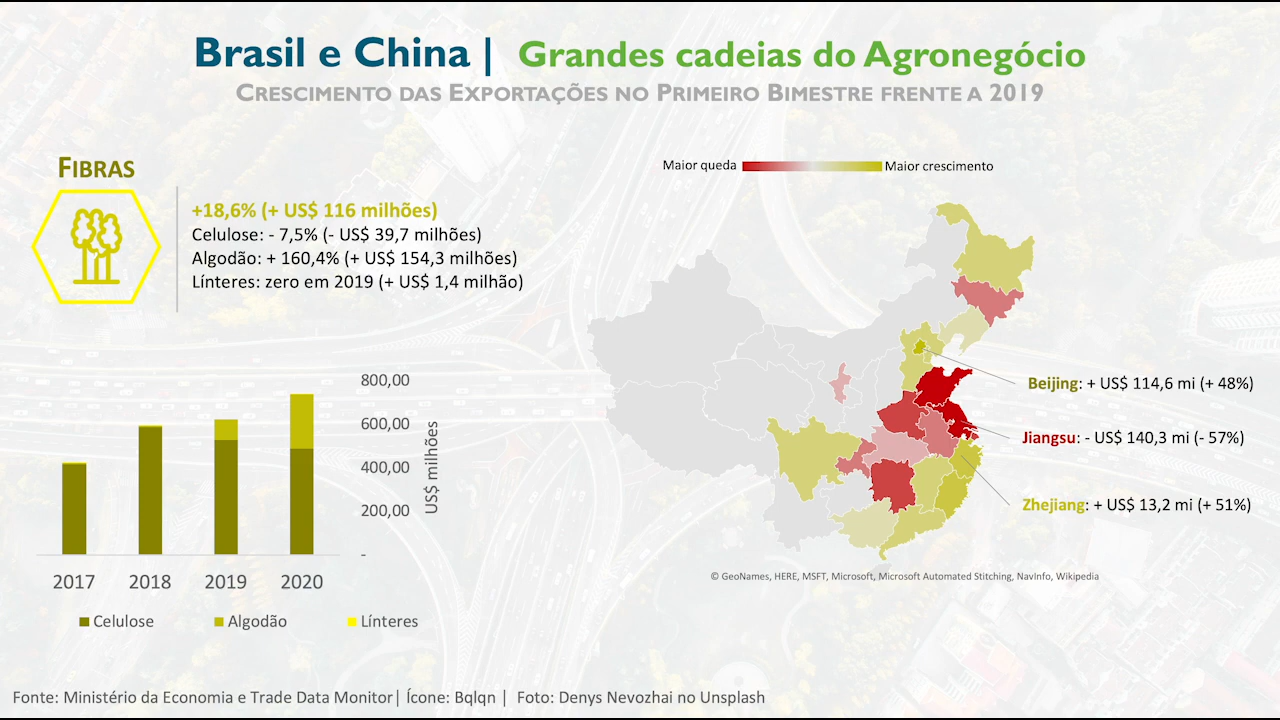 Brasil e China | Grandes cadeias do Agronegócio
CRESCIMENTO DAS EXPORTAÇÕES NO PRIMEIRO BIMESTRE FRENTE A 2019
FIBRAS
+18,6% (+ US$ 116 milhões)
Celulose: - 7,5% (- US$ 39,7 milhões)
Algodão: + 160,4% (+ US$ 154,3 milhões)
Línteres: zero em 2019 (+ US$ 1,4 milhão)
Maior queda
Maior crescimento
800,00
600,00
400,00
200,00
-
US$ milhões
2017 2018 2019 2020
Celulose Algodão Línteres
Beijing: + US$ 114,6 mi (+ 48%)
Jiangsu: - US$ 140,3 mi (- 57%)
Zhejiang: + US$ 13,2 mi (+ 51%)
© GeoNames, HERE, MSFT, Microsoft, Microsoft Automated Stitching, NavInfo, Wikipedia
Fonte: Ministério da Economia e Trade Data Monitor| Ícone: Bqlqn | Foto: Denys Nevozhai no Unsplash